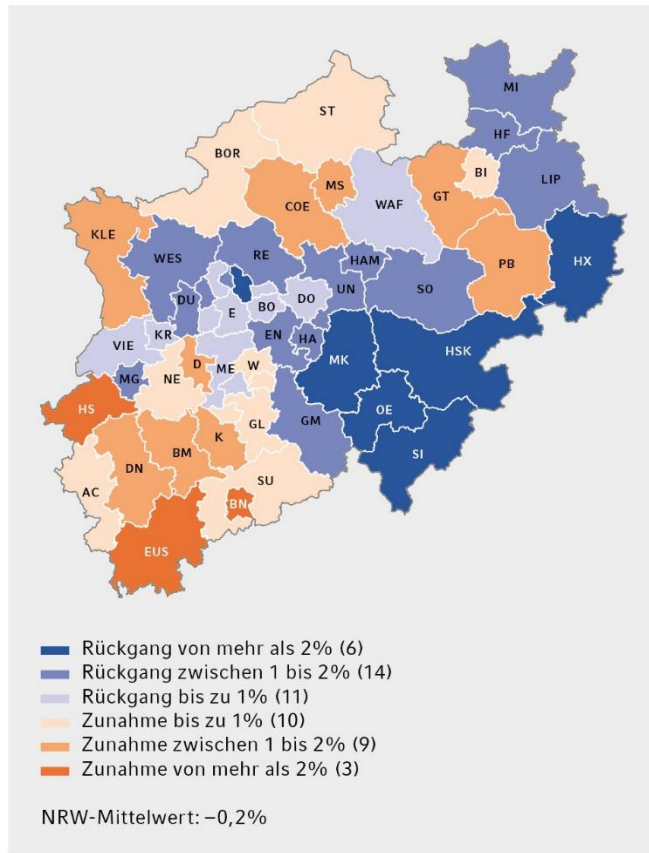 MI
ST
HF
BOR
BI
MS
LIP
GT
COE
WAF
KLE
RE
WES
HAM
PB
HX
UN
SO
DU
DO
BO
E
EN
HA
KR
VIE
HSK
MK
D
ME
W
MG
NE
HS
OE
GL
GM
K
SI
BM
DN
SU
AC
BN
EUS
Rückgang von mehr als 2% (6)
Rückgang zwischen 1 bis 2% (14)
Rückgang bis zu 1% (11)
Zunahme bis zu 1% (10)
Zunahme zwischen 1 bis 2% (9)
Zunahme von mehr als 2% (3)
NRW-Mittelwert: –0,2%